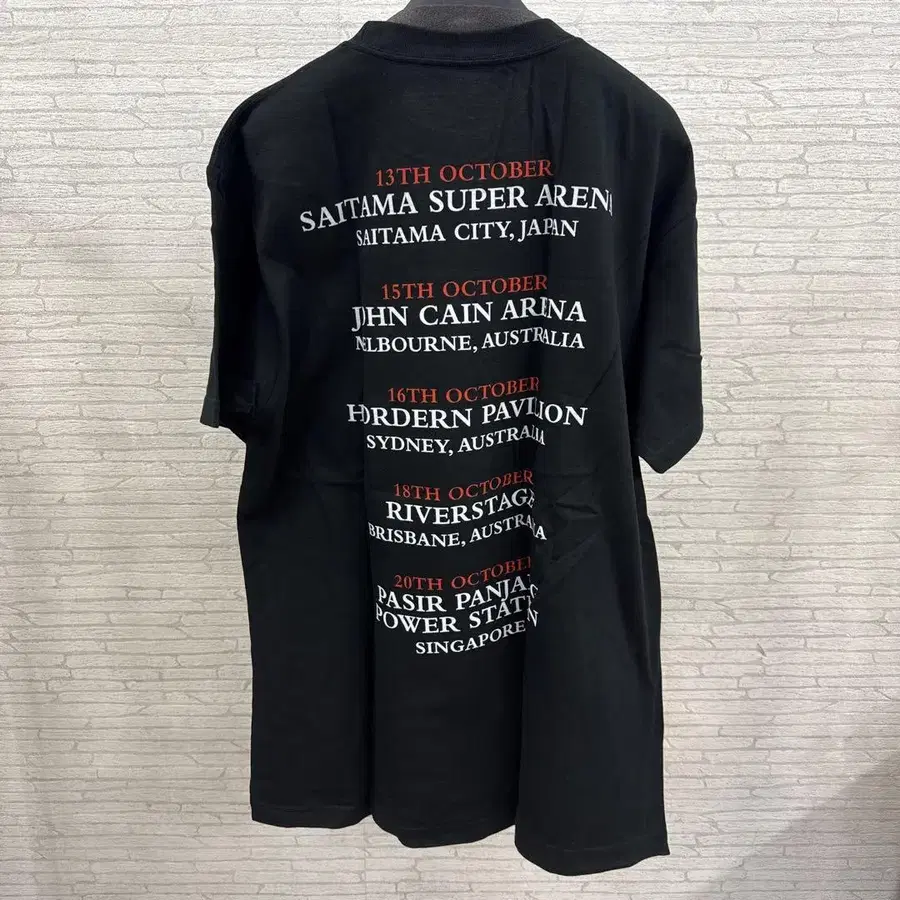 13TH OCTOBER
SAITAMA SUPER ARENA
SAITAMA CITY, JAPAN
15TH OCTOBER
JOHN CAIN ARENA
MELBOURNE, AUSTRALIA
16TH OCTOBER
HORDERN PAVILION
SYDNEY, AUSTRALIA
18TH OCTOBER
RIVERSTAGE
BRISBANE, AUSTRALIA
20TH OCTOBER
PASIR PANJANG
POWER STATION
SINGAPORE